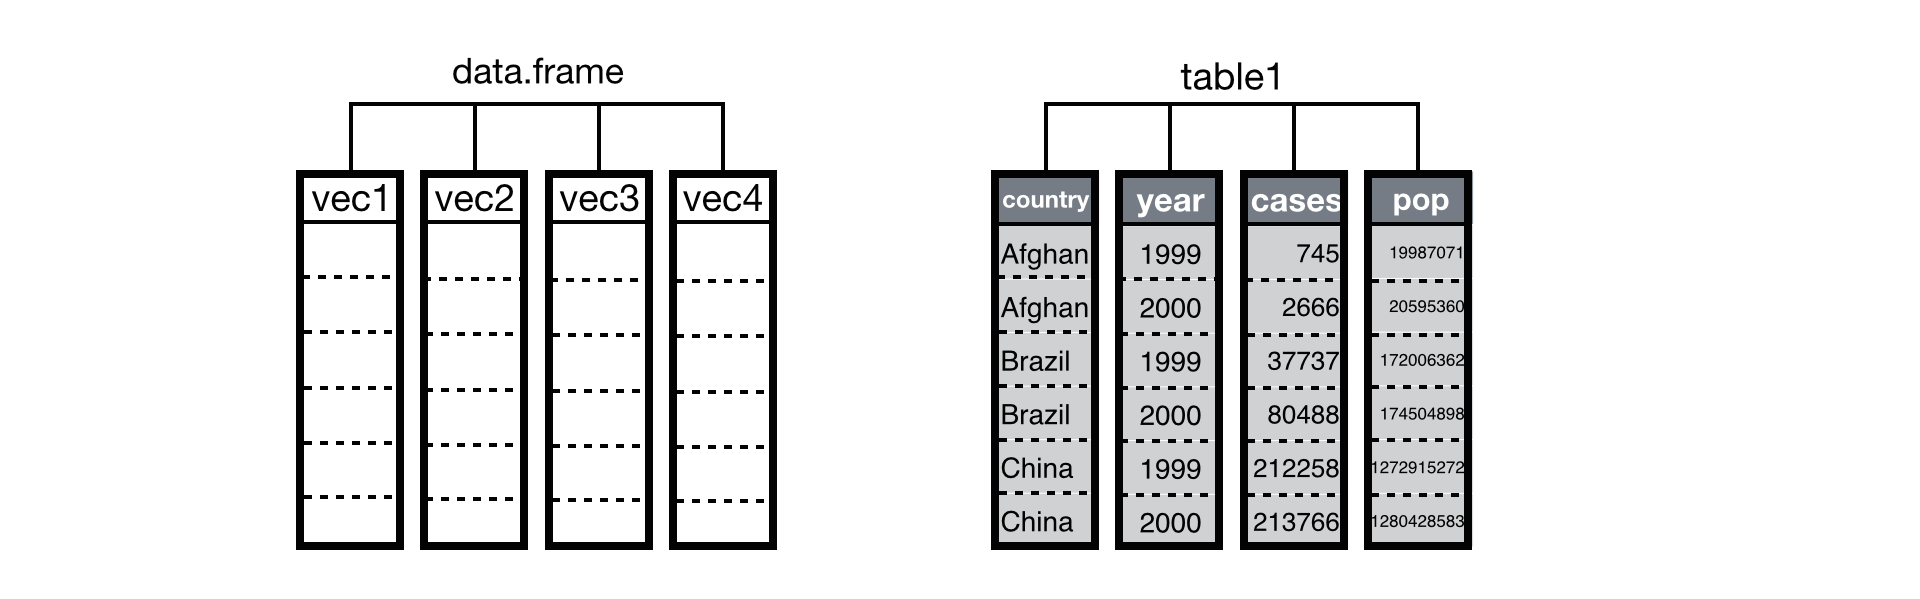 data.frame
vec1 vec2 vec3 vec4
table1
country year cases pop
Afghan 1999 745 19987071
Afghan 2000 2666 20595360
Brazil 1999 37737 172006362
Brazil 2000 80488 174504898
China 1999 212258 1272915272
China 2000 213766 1280428583